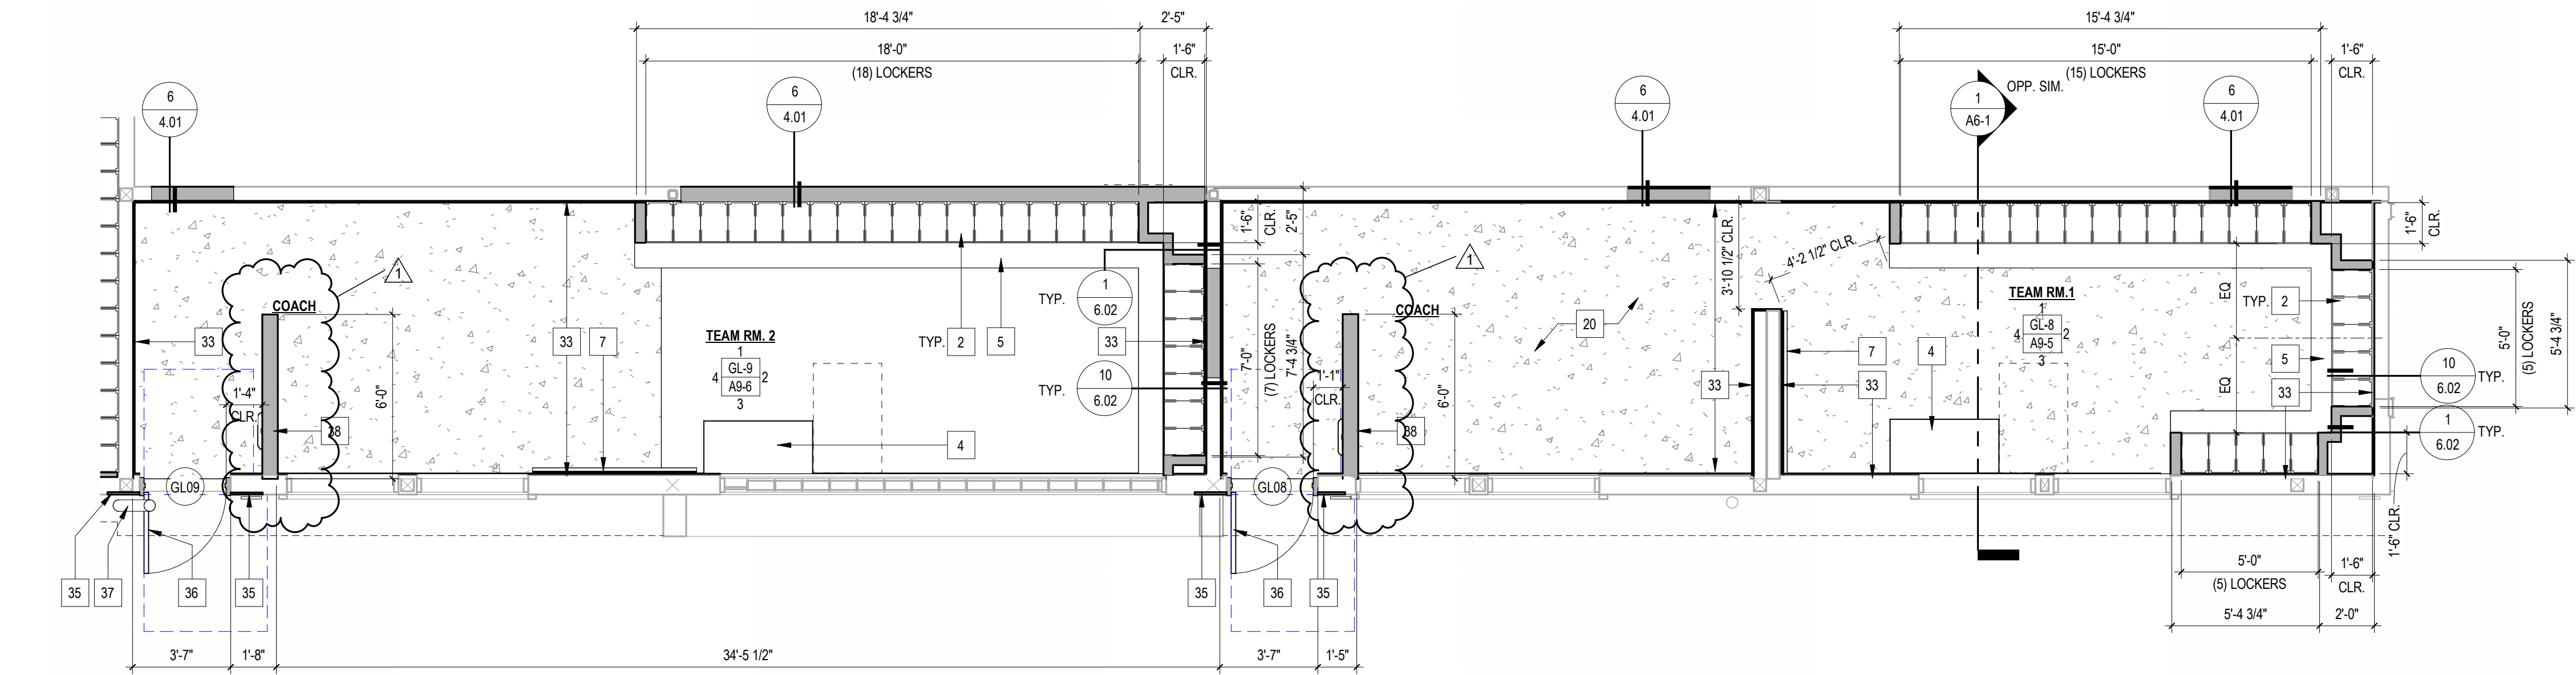 18'-4 3/4"
2'-5"
15'-4 3/4"
18'-0"
(18) LOCKERS
1'-6"
CLR.
15'-0"
(15) LOCKERS
1'-6"
CLR.
6
4.01
6
4.01
6
4.01
1
A6-1
OPP. SIM.
6
4.01
1'-6"
CLR.
2'-5"
3'-10 1/2" CLR.
4'-2 1/2" CLR.
1'-6"
CLR.
1
COACH
33
33
7
TEAM RM. 2
1
GL-9
A9-6
4
2
3
TYP.
2
5
TYP.
1
6.02
33
TYP.
10
6.02
7'-0"
(7) LOCKERS
7'-4 3/4"
1
COACH
20
TEAM RM.1
1
GL-8
A9-5
4
2
3
EQ
EQ
TYP.
2
5
33
5'-0"
(5) LOCKERS
5'-4 3/4"
10
6.02
TYP.
1
6.02
TYP.
1'-4"
CLR.
6'-0"
38
4
1'-1"
CLR.
6'-0"
38
33
7
33
4
GL09
GL08
1'-6" CLR.
35
37
36
35
35
36
35
5'-0"
(5) LOCKERS
1'-6"
CLR.
5'-4 3/4"
2'-0"
3'-7"
1'-8"
34'-5 1/2"
3'-7"
1'-5"